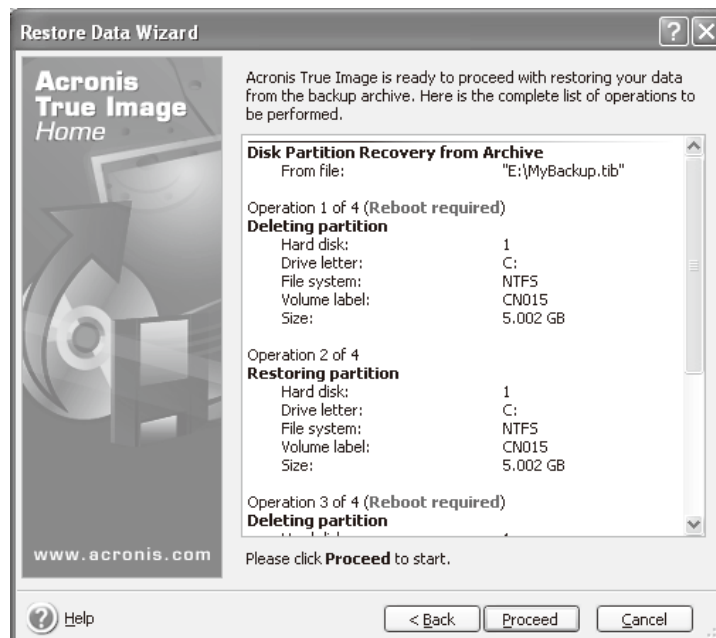 Restore Data Wizard
Acronis
True Image
Home
Acronis True Image is ready to proceed with restoring your data
from the backup archive. Here is the complete list of operations to
be performed.
Disk Partition Recovery from Archive
From file: "E:\MyBackup.tib"
Operation 1 of 4 (Reboot required)
Deleting partition
Hard disk: 1
Drive letter: C:
File system: NTFS
Volume label: CN015
Size: 5.002 GB
Operation 2 of 4
Restoring partition
Hard disk: 1
Drive letter: C:
File system: NTFS
Volume label: CN015
Size: 5.002 GB
Operation 3 of 4 (Reboot required)
Deleting partition
www.acronis.com
Please click Proceed to start.
Help
< Back
Proceed
Cancel